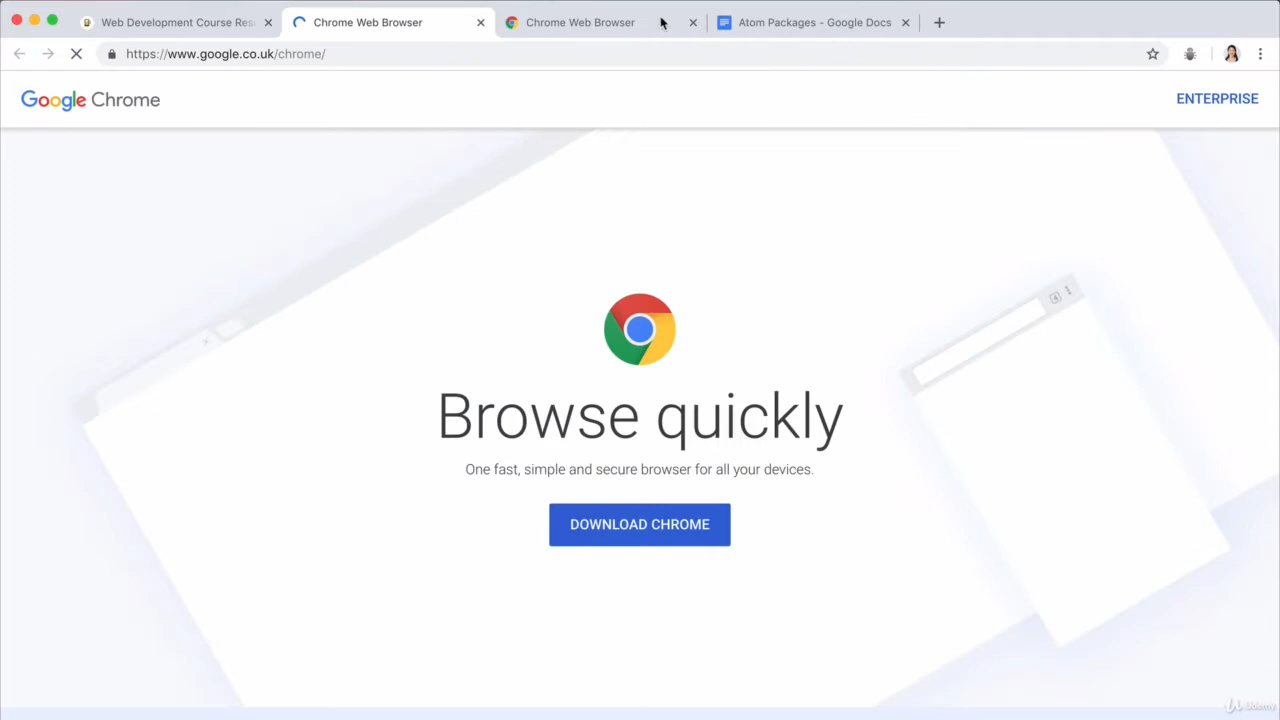 Web Development Course Res
Chrome Web Browser
Chrome Web Browser
Atom Packages - Google Docs
https://www.google.co.uk/chrome/
Google Chrome
ENTERPRISE
Browse quickly
One fast, simple and secure browser for all your devices.
DOWNLOAD CHROME
Udemy